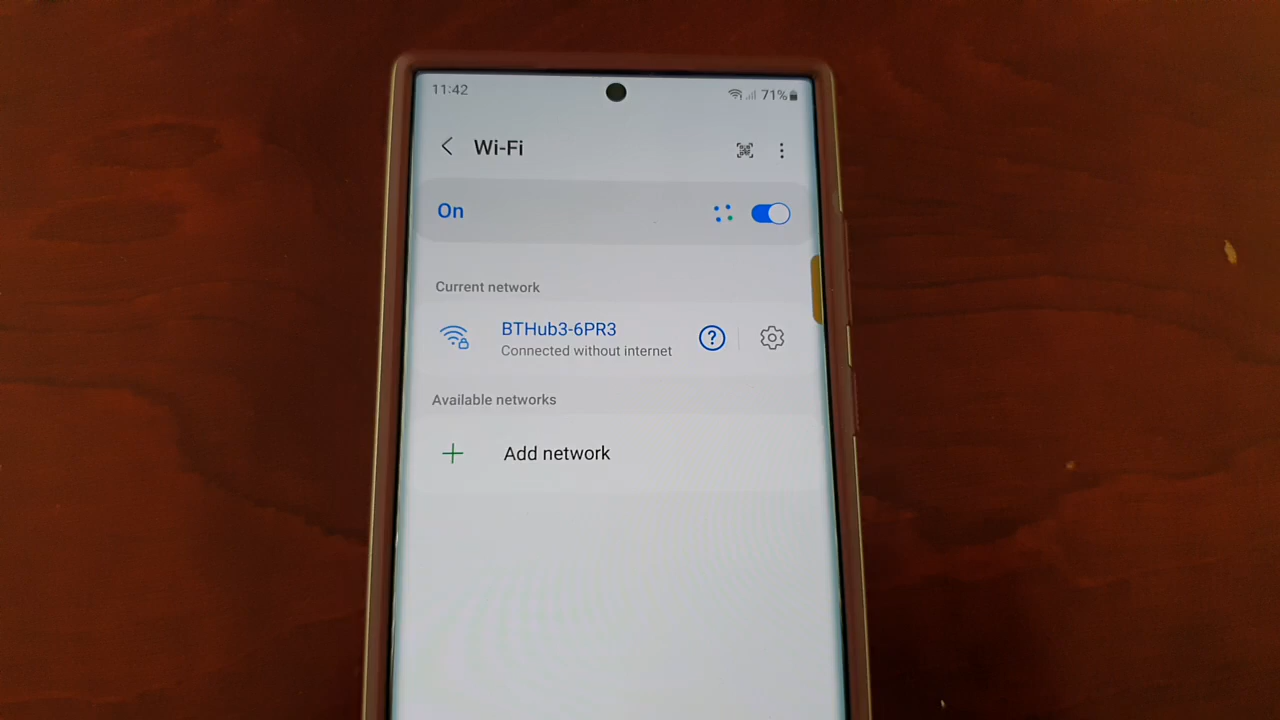 11:42 71%
Wi-Fi
On
Current network
BTHub3-6PR3
Connected without internet
?
Available networks
Add network